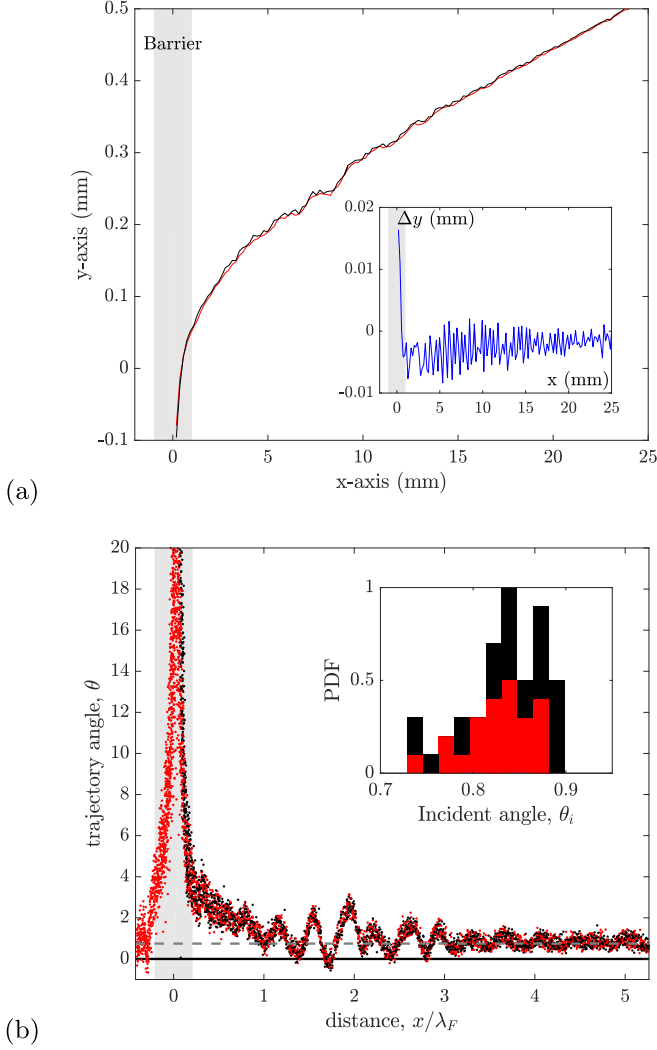 0.5
Barrier
0.4
0.3
y-axis (mm)
0.2
0.1
0
-0.1
0.02
Δy (mm)
0.01
0
-0.01
x (mm)
0 5 10 15 20 25
0 5 10 15 20 25
x-axis (mm)
(a)
20
18
16
14
12
10
8
6
4
2
0
trajectory angle, θ
1
0.5
0
PDF
0.7 0.8 0.9
Incident angle, θ_i
0 1 2 3 4 5
distance, x/λ_F
(b)